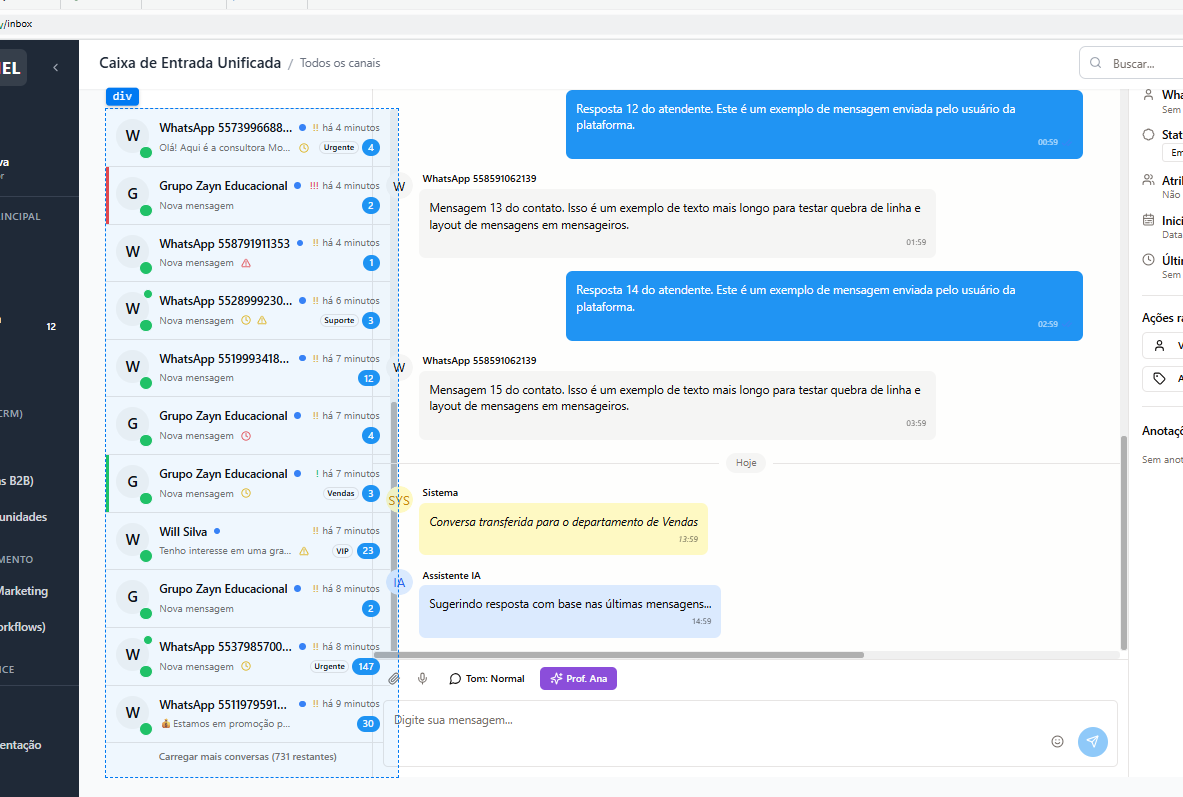 /inbox
EL
Caixa de Entrada Unificada / Todos os canais
Buscar...
div
va
or
INCIPAL
12
CRM)
s B2B)
unidades
MENTO
Marketing
orkflows)
CE
entação
W
WhatsApp 5573996688...
!! há 4 minutos
Olá! Aqui é a consultora Mo...
Urgente
4
G
Grupo Zayn Educacional
!!! há 4 minutos
Nova mensagem
2
W
WhatsApp 558791911353
!! há 4 minutos
Nova mensagem
1
W
WhatsApp 5528999230...
!! há 6 minutos
Nova mensagem
Suporte
3
W
WhatsApp 5519993418...
!! há 7 minutos
Nova mensagem
12
G
Grupo Zayn Educacional
!! há 7 minutos
Nova mensagem
4
G
Grupo Zayn Educacional
! há 7 minutos
Nova mensagem
Vendas
3
W
Will Silva
!! há 7 minutos
Tenho interesse em uma gra...
VIP
23
G
Grupo Zayn Educacional
!! há 8 minutos
Nova mensagem
2
W
WhatsApp 5537985700...
!! há 8 minutos
Nova mensagem
Urgente
147
W
WhatsApp 5511979591...
!! há 9 minutos
💰 Estamos em promoção p...
30
Carregar mais conversas (731 restantes)
Resposta 12 do atendente. Este é um exemplo de mensagem enviada pelo usuário da
plataforma.
00:59
W
WhatsApp 558591062139
Mensagem 13 do contato. Isso é um exemplo de texto mais longo para testar quebra de linha e
layout de mensagens em mensageiros.
01:59
Resposta 14 do atendente. Este é um exemplo de mensagem enviada pelo usuário da
plataforma.
02:59
W
WhatsApp 558591062139
Mensagem 15 do contato. Isso é um exemplo de texto mais longo para testar quebra de linha e
layout de mensagens em mensageiros.
03:59
Hoje
SYS
Sistema
Conversa transferida para o departamento de Vendas
13:59
IA
Assistente IA
Sugerindo resposta com base nas últimas mensagens...
14:59
Tom: Normal
Prof. Ana
Digite sua mensagem...
Wha
Sem
Stat
Em
Atri
Não
Inici
Data
Últi
Sem
Ações ra
V
A
Anotaçõ
Sem anot